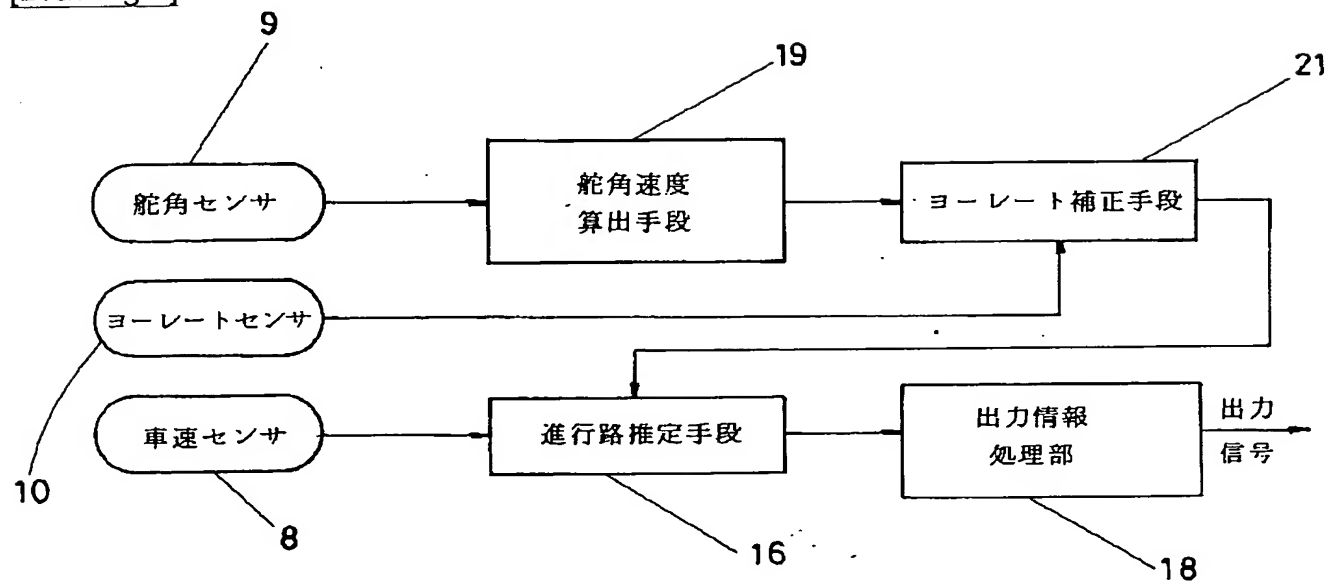 9
19
21
舵角センサ
舵角速度
算出手段
ヨーレート補正手段
ヨーレートセンサ
車速センサ
進行路推定手段
出力情報
処理部
出力
信号
10
8
16
18